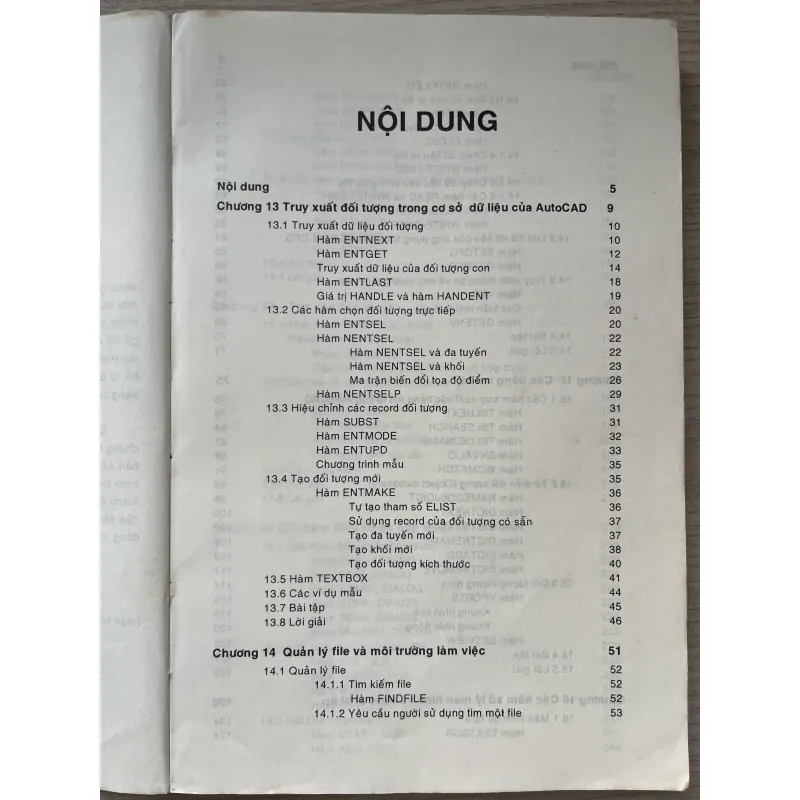 NỘI DUNG
Nội dung 5
Chương 13 Truy xuất đối tượng trong cơ sở dữ liệu của AutoCAD 9
13.1 Truy xuất dữ liệu đối tượng 10
Hàm ENTNEXT 10
Hàm ENTGET 12
Truy xuất dữ liệu của đối tượng con 14
Hàm ENTLAST 18
Giá trị HANDLE và hàm HANDENT 19
13.2 Các hàm chọn đối tượng trực tiếp 20
Hàm ENTSEL 20
Hàm NENTSEL 22
Hàm NENTSEL và đa tuyến 22
Hàm NENTSEL và khối 23
Ma trận biến đổi tọa độ điểm 26
Hàm NENTSELP 29
13.3 Hiệu chỉnh các record đối tượng 31
Hàm SUBST 31
Hàm ENTMODE 32
Hàm ENTUPD 33
Chương trình mẫu 35
13.4 Tạo đối tượng mới 35
Hàm ENTMAKE 36
Tự tạo tham số ELIST 36
Sử dụng record của đối tượng có sẵn 37
Tạo đa tuyến mới 37
Tạo khối mới 38
Tạo đối tượng kích thước 40
13.5 Hàm TEXTBOX 41
13.6 Các ví dụ mẫu 44
13.7 Bài tập 45
13.8 Lời giải 46
Chương 14 Quản lý file và môi trường làm việc 51
14.1 Quản lý file 52
14.1.1 Tìm kiếm file 52
Hàm FINDFILE 52
14.1.2 Yêu cầu người sử dụng tìm một file 53